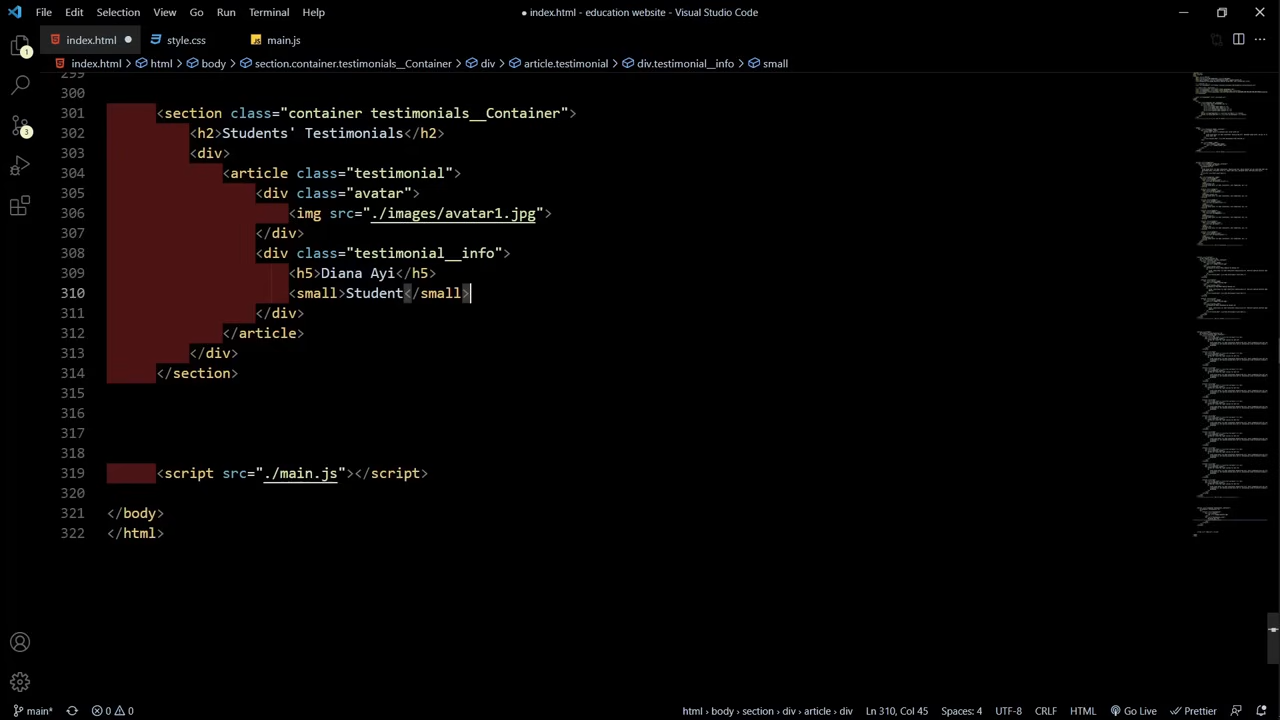 File Edit Selection View Go Run Terminal Help
● index.html - education website - Visual Studio Code
index.html ● style.css main.js
index.html > html > body > section.container.testimonials__Container > div > article.testimonial > div.testimonial__info > small
299
300
301 <section class="container testimonials__Container">
302 <h2>Students' Testimonials</h2>
303 <div>
304 <article class="testimonial">
305 <div class="avatar">
306 <img src="./images/avatar1.jpg">
307 </div>
308 <div class="testimonial__info">
309 <h5>Diana Ayi</h5>
310 <small>Student</small>
311 </div>
312 </article>
313 </div>
314 </section>
315
316
317
318
319 <script src="./main.js"></script>
320
321 </body>
322 </html>
1
3
main* 0 0 html > body > section > div > article > div Ln 310, Col 45 Spaces: 4 UTF-8 CRLF HTML Go Live Prettier